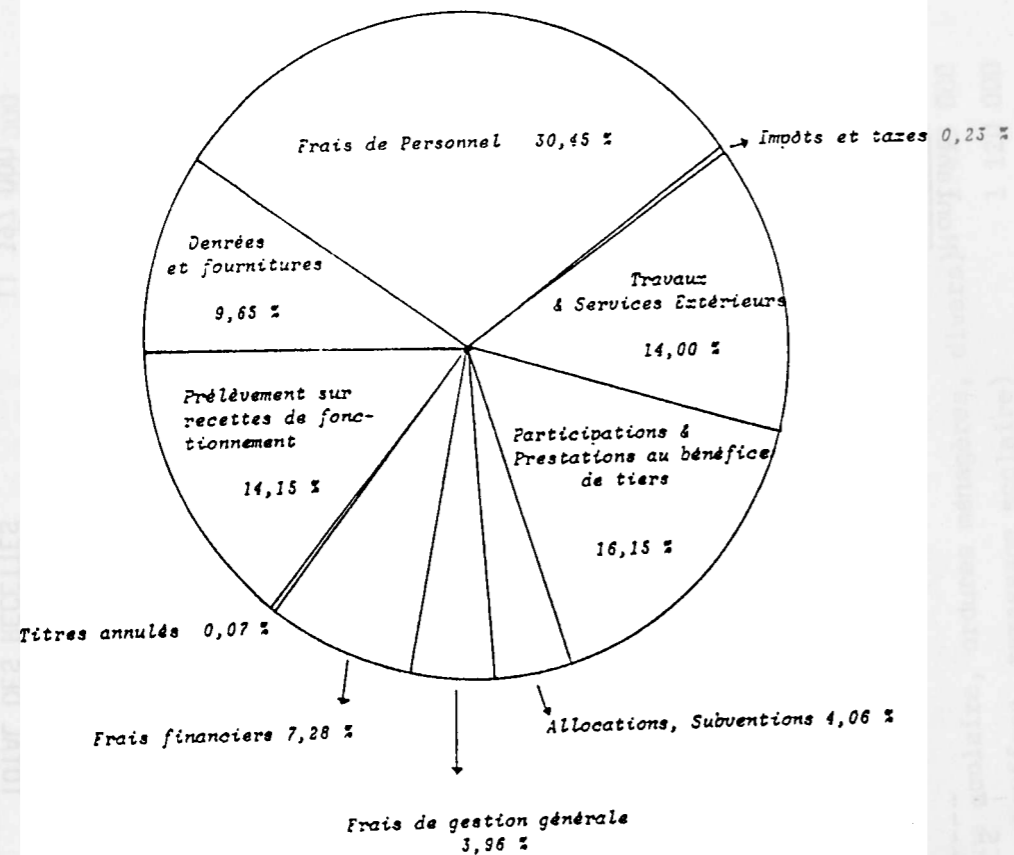 Frais de Personnel 30,45 %
Impôts et taxes 0,23 %
Denrées
et fournitures
9,65 %
Travaux
& Services Extérieurs
14,00 %
Prélèvement sur
recettes de fonc-
tionnement
14,15 %
Participations &
Prestations au bénéfice
de tiers
16,15 %
Titres annulés 0,07 %
Frais financiers 7,28 %
Allocations, Subventions 4,06 %
Frais de gestion générale
3,96 %